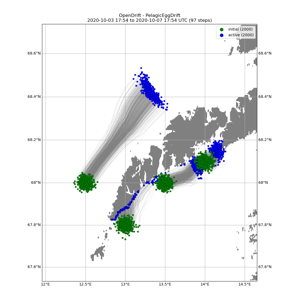 OpenDrift - PelagicEggDrift
2020-10-03 17:54 to 2020-10-07 17:54 UTC (97 steps)
initial (2000)
active (2000)
68.6°N
68.4°N
68.2°N
68°N
67.8°N
67.6°N
12°E
12.5°E
13°E
13.5°E
14°E
14.5°E